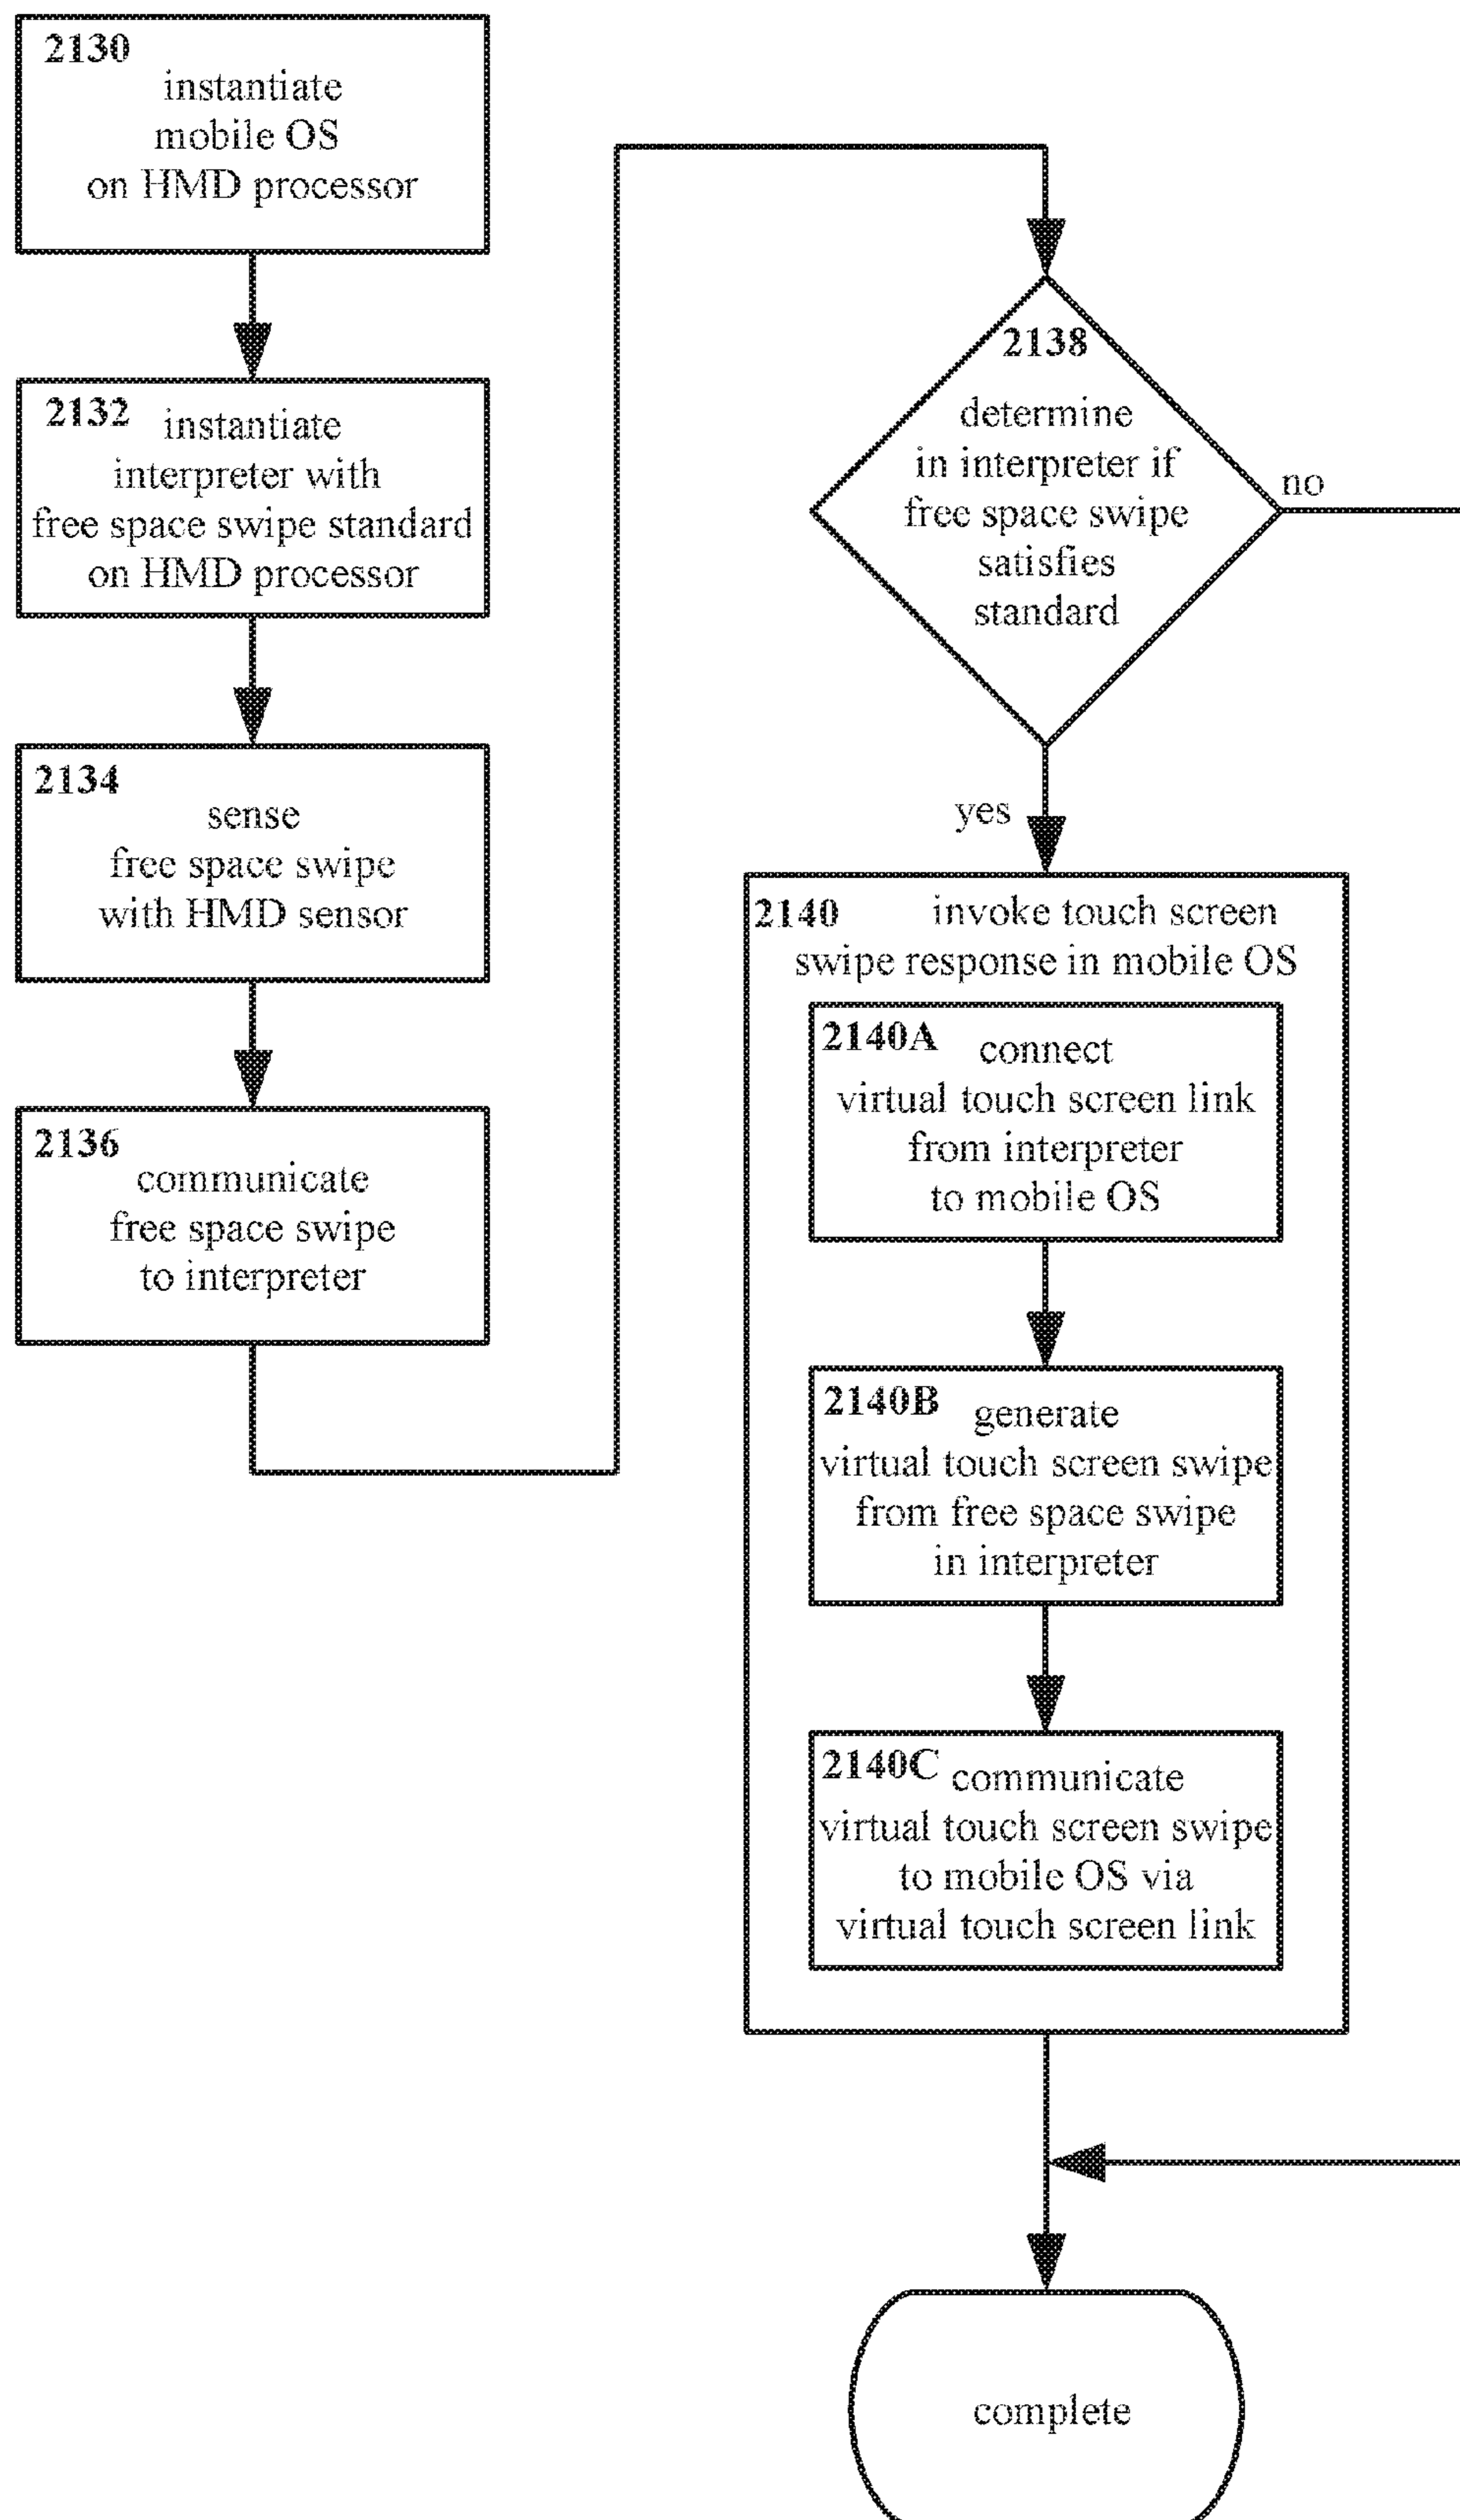 2130
instantiate
mobile OS
on HMD processor
2132 instantiate
interpreter with
free space swipe standard
on HMD processor
2134
sense
free space swipe
with HMD sensor
2136
communicate
free space swipe
to interpreter
2138
determine
in interpreter if
free space swipe
satisfies
standard
no
yes
2140 invoke touch screen
swipe response in mobile OS
2140A connect
virtual touch screen link
from interpreter
to mobile OS
2140B generate
virtual touch screen swipe
from free space swipe
in interpreter
2140C communicate
virtual touch screen swipe
to mobile OS via
virtual touch screen link
complete